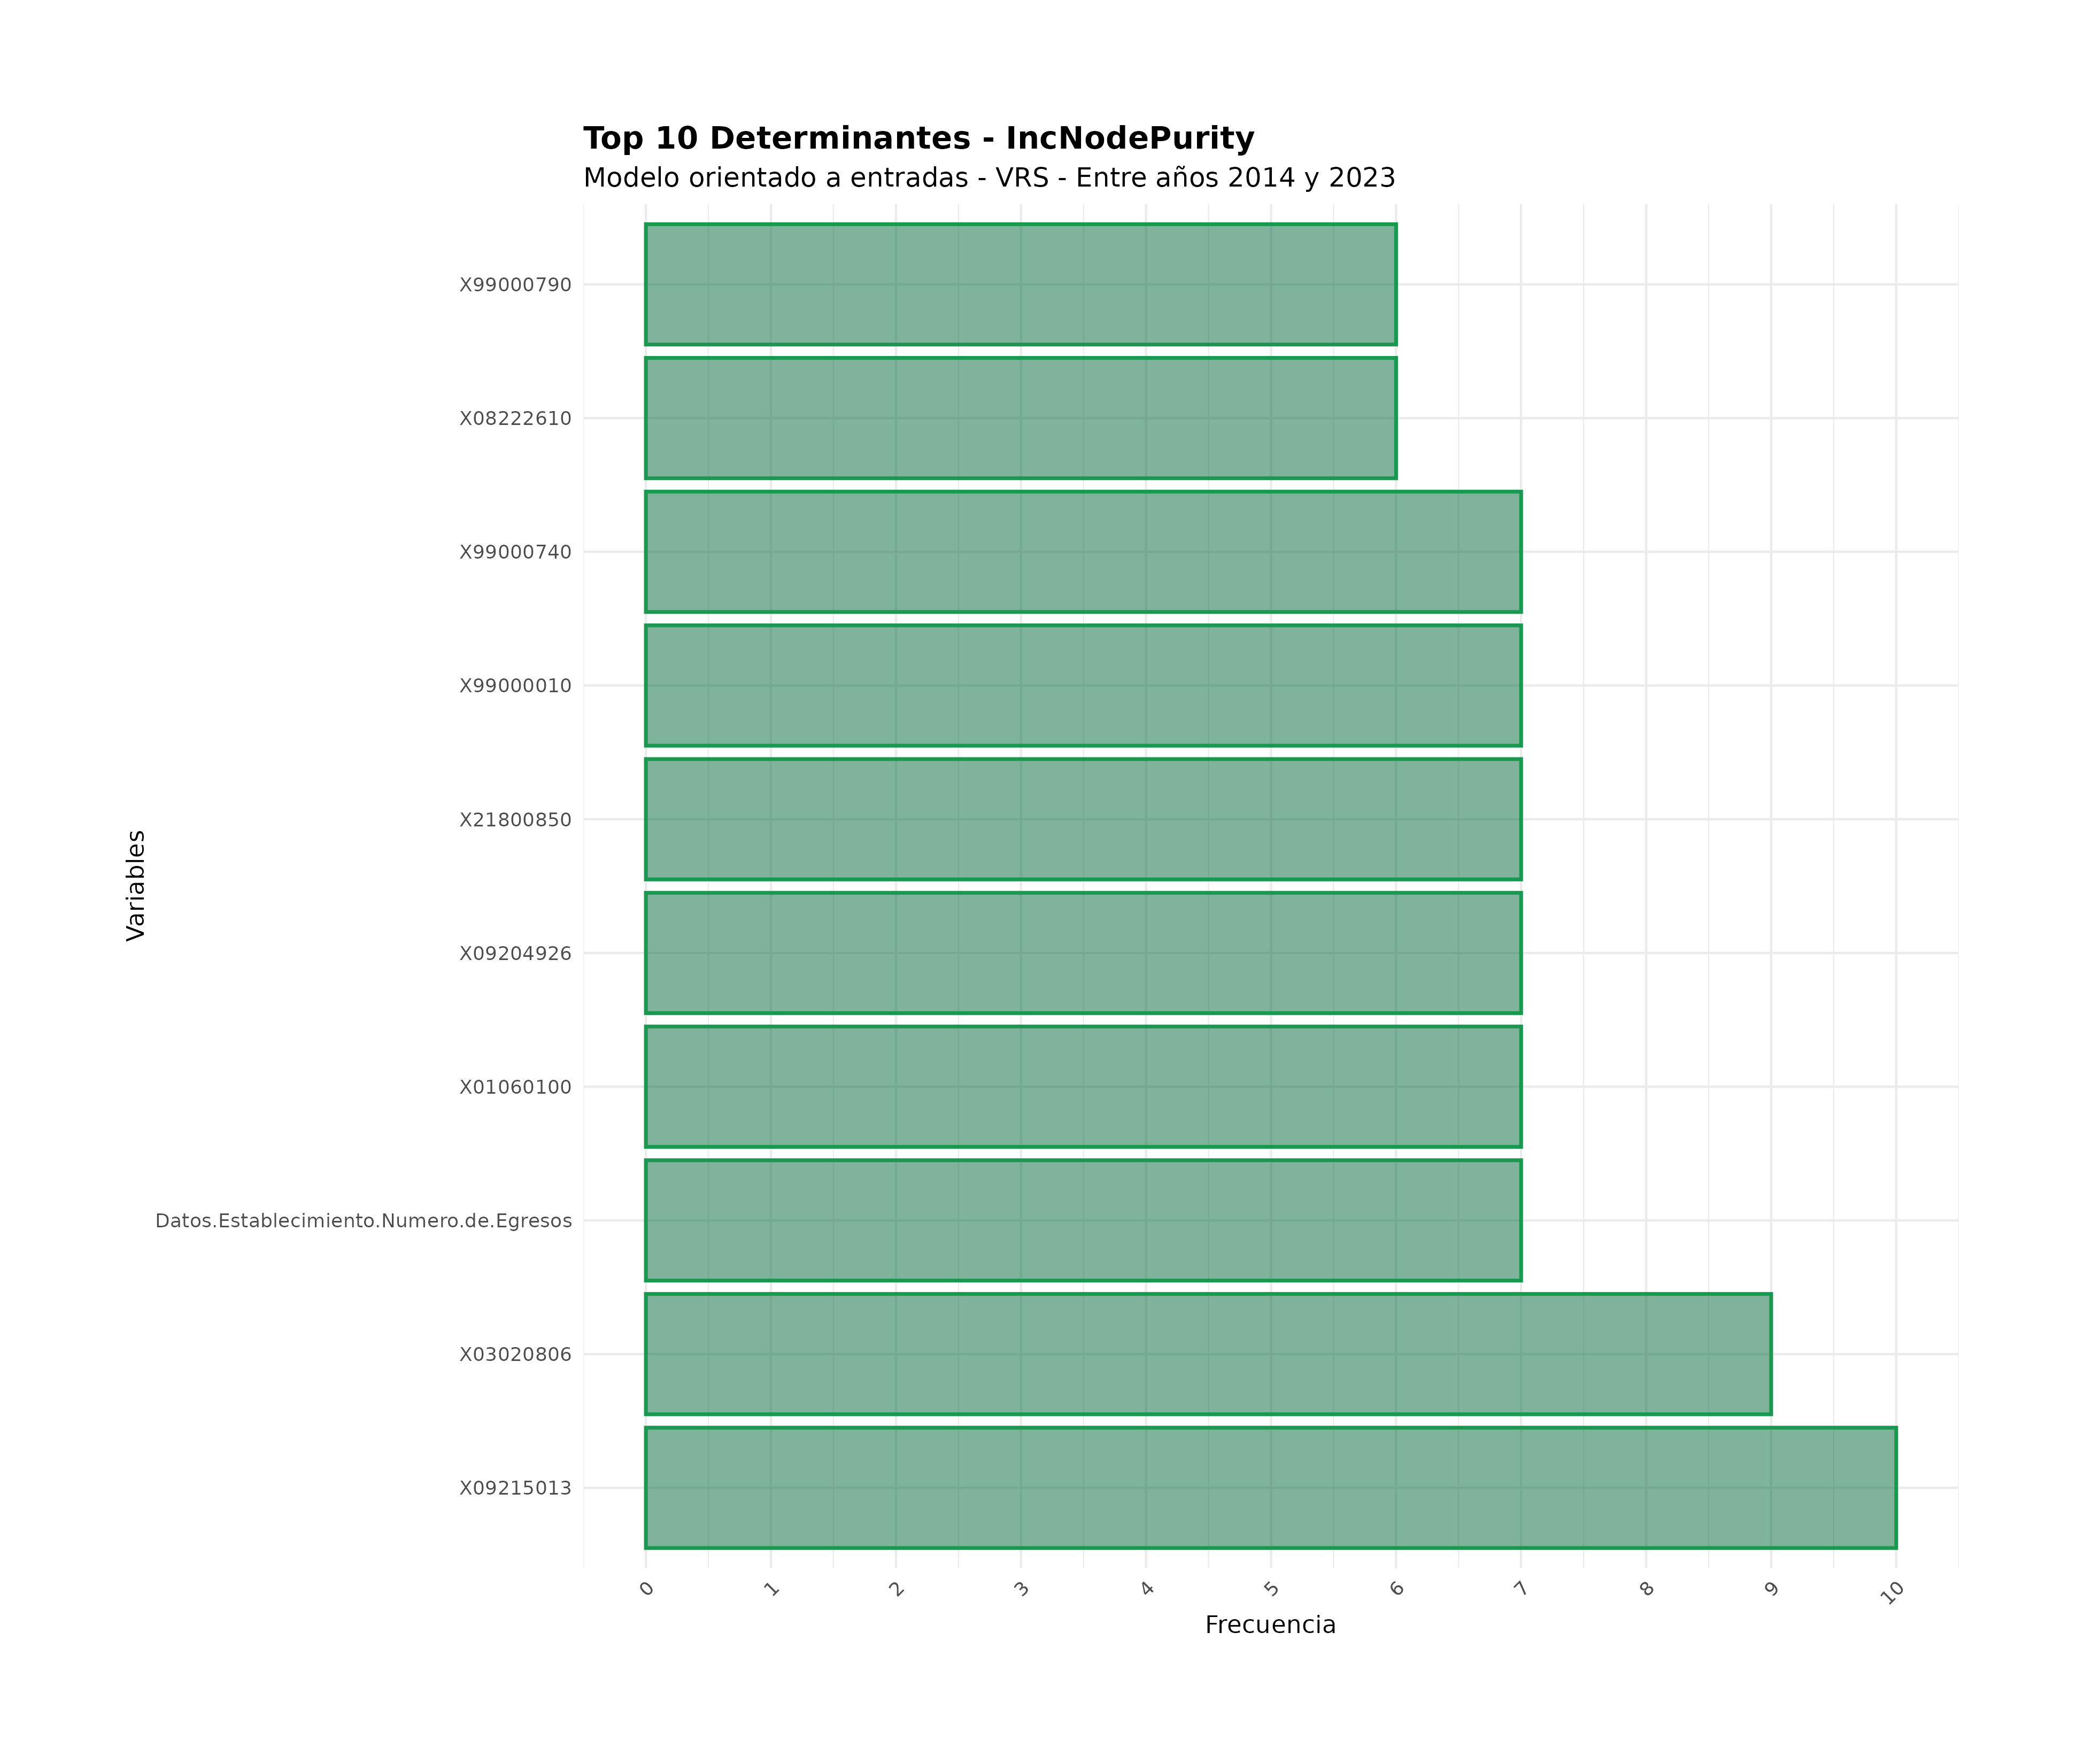 Top 10 Determinantes - IncNodePurity
Modelo orientado a entradas - VRS - Entre años 2014 y 2023
Variables
X99000790
X08222610
X99000740
X99000010
X21800850
X09204926
X01060100
Datos.Establecimiento.Numero.de.Egresos
X03020806
X09215013
0 1 2 3 4 5 6 7 8 9 10
Frecuencia